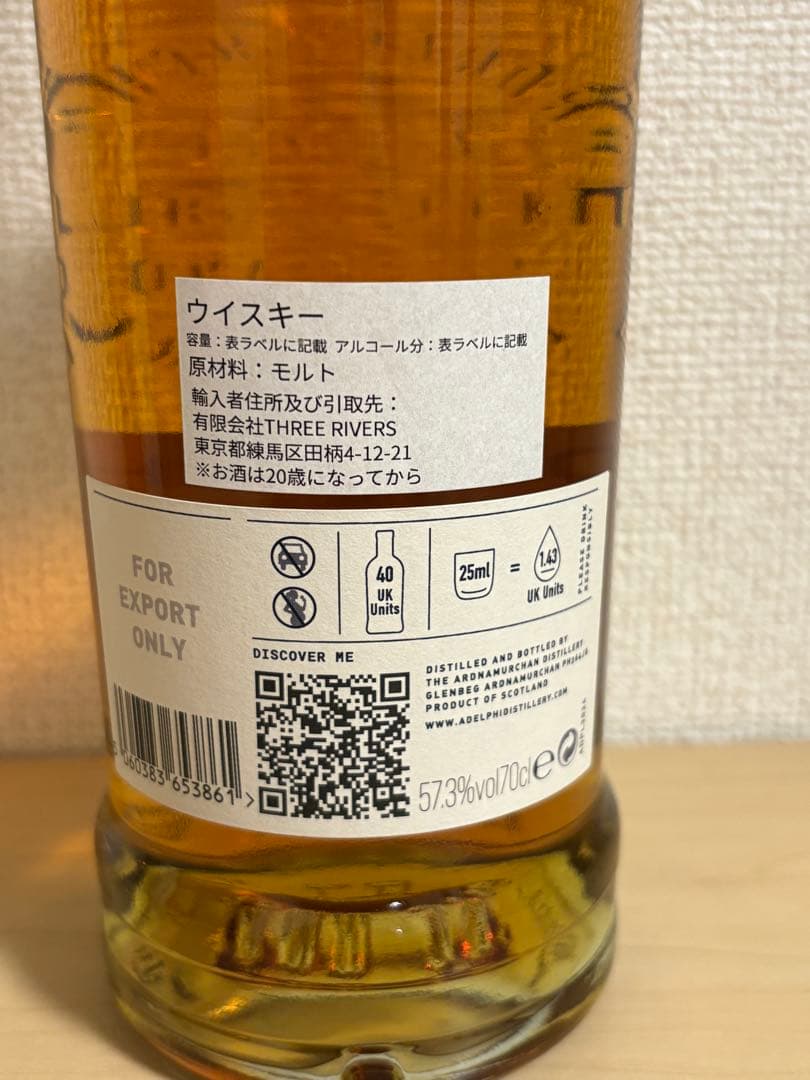 ウイスキー
容量：表ラベルに記載 アルコール分：表ラベルに記載
原材料：モルト
輸入者住所及び引取先：
有限会社THREE RIVERS
東京都練馬区田柄4-12-21
※お酒は20歳になってから
FOR
EXPORT
ONLY
40
UK
Units
25ml
=
1.43
UK Units
PLEASE DRINK
RESPONSIBLY
DISCOVER ME
DISTILLED AND BOTTLED BY
THE ARDNAMURCHAN DISTILLERY
GLENBEG ARDNAMURCHAN PH36 4JG
PRODUCT OF SCOTLAND
WWW.ADELPHIDISTILLERY.COM
57.3%vol70cl e
060383 653861 >